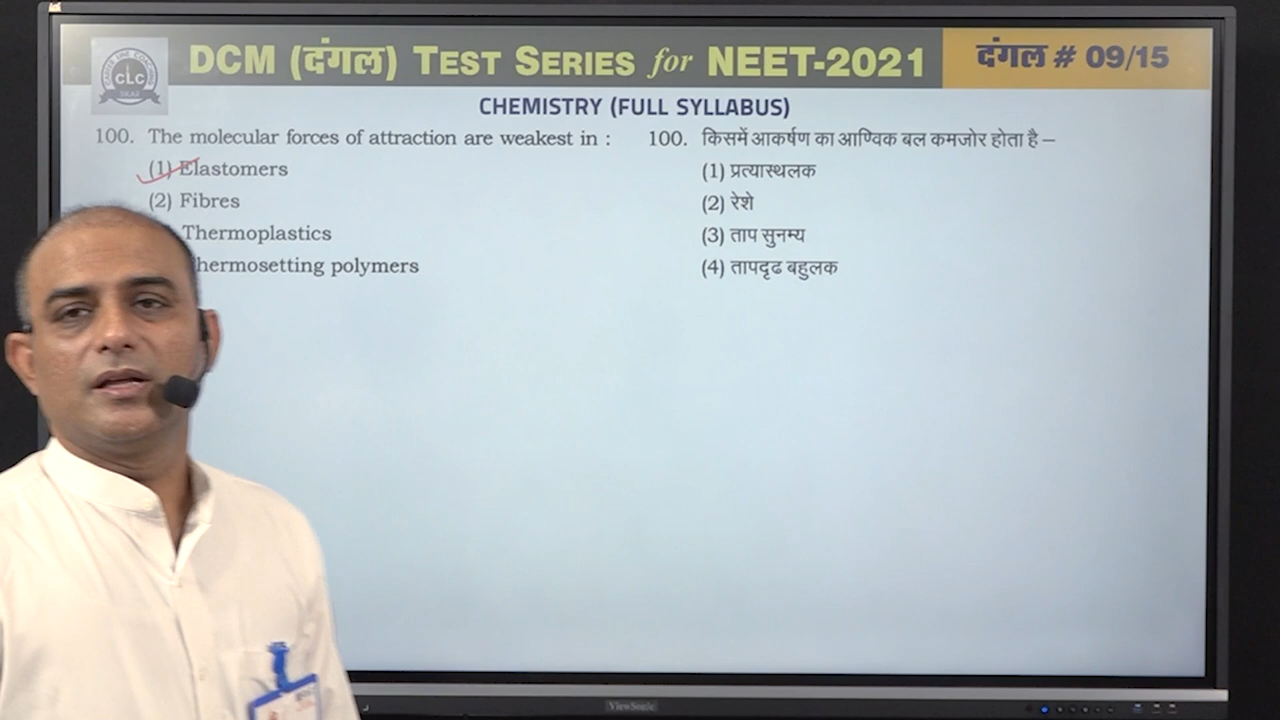 DCM (दंगल) TEST SERIES for NEET-2021
दंगल # 09/15
CLC
SIKAR
CHEMISTRY (FULL SYLLABUS)
100. The molecular forces of attraction are weakest in :
(1) Elastomers
(2) Fibres
Thermoplastics
hermosetting polymers
100. किसमें आकर्षण का आण्विक बल कमजोर होता है –
(1) प्रत्यास्थलक
(2) रेशे
(3) ताप सुनम्य
(4) तापदृढ बहुलक
ViewSonic